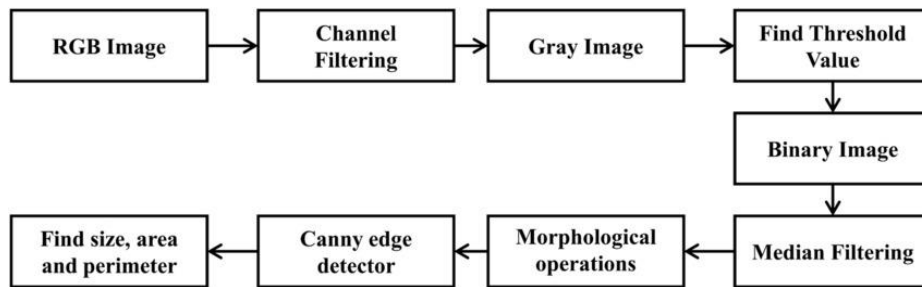 RGB Image
Channel
Filtering
Gray Image
Find Threshold
Value
Binary Image
Median Filtering
Morphological
operations
Canny edge
detector
Find size, area
and perimeter